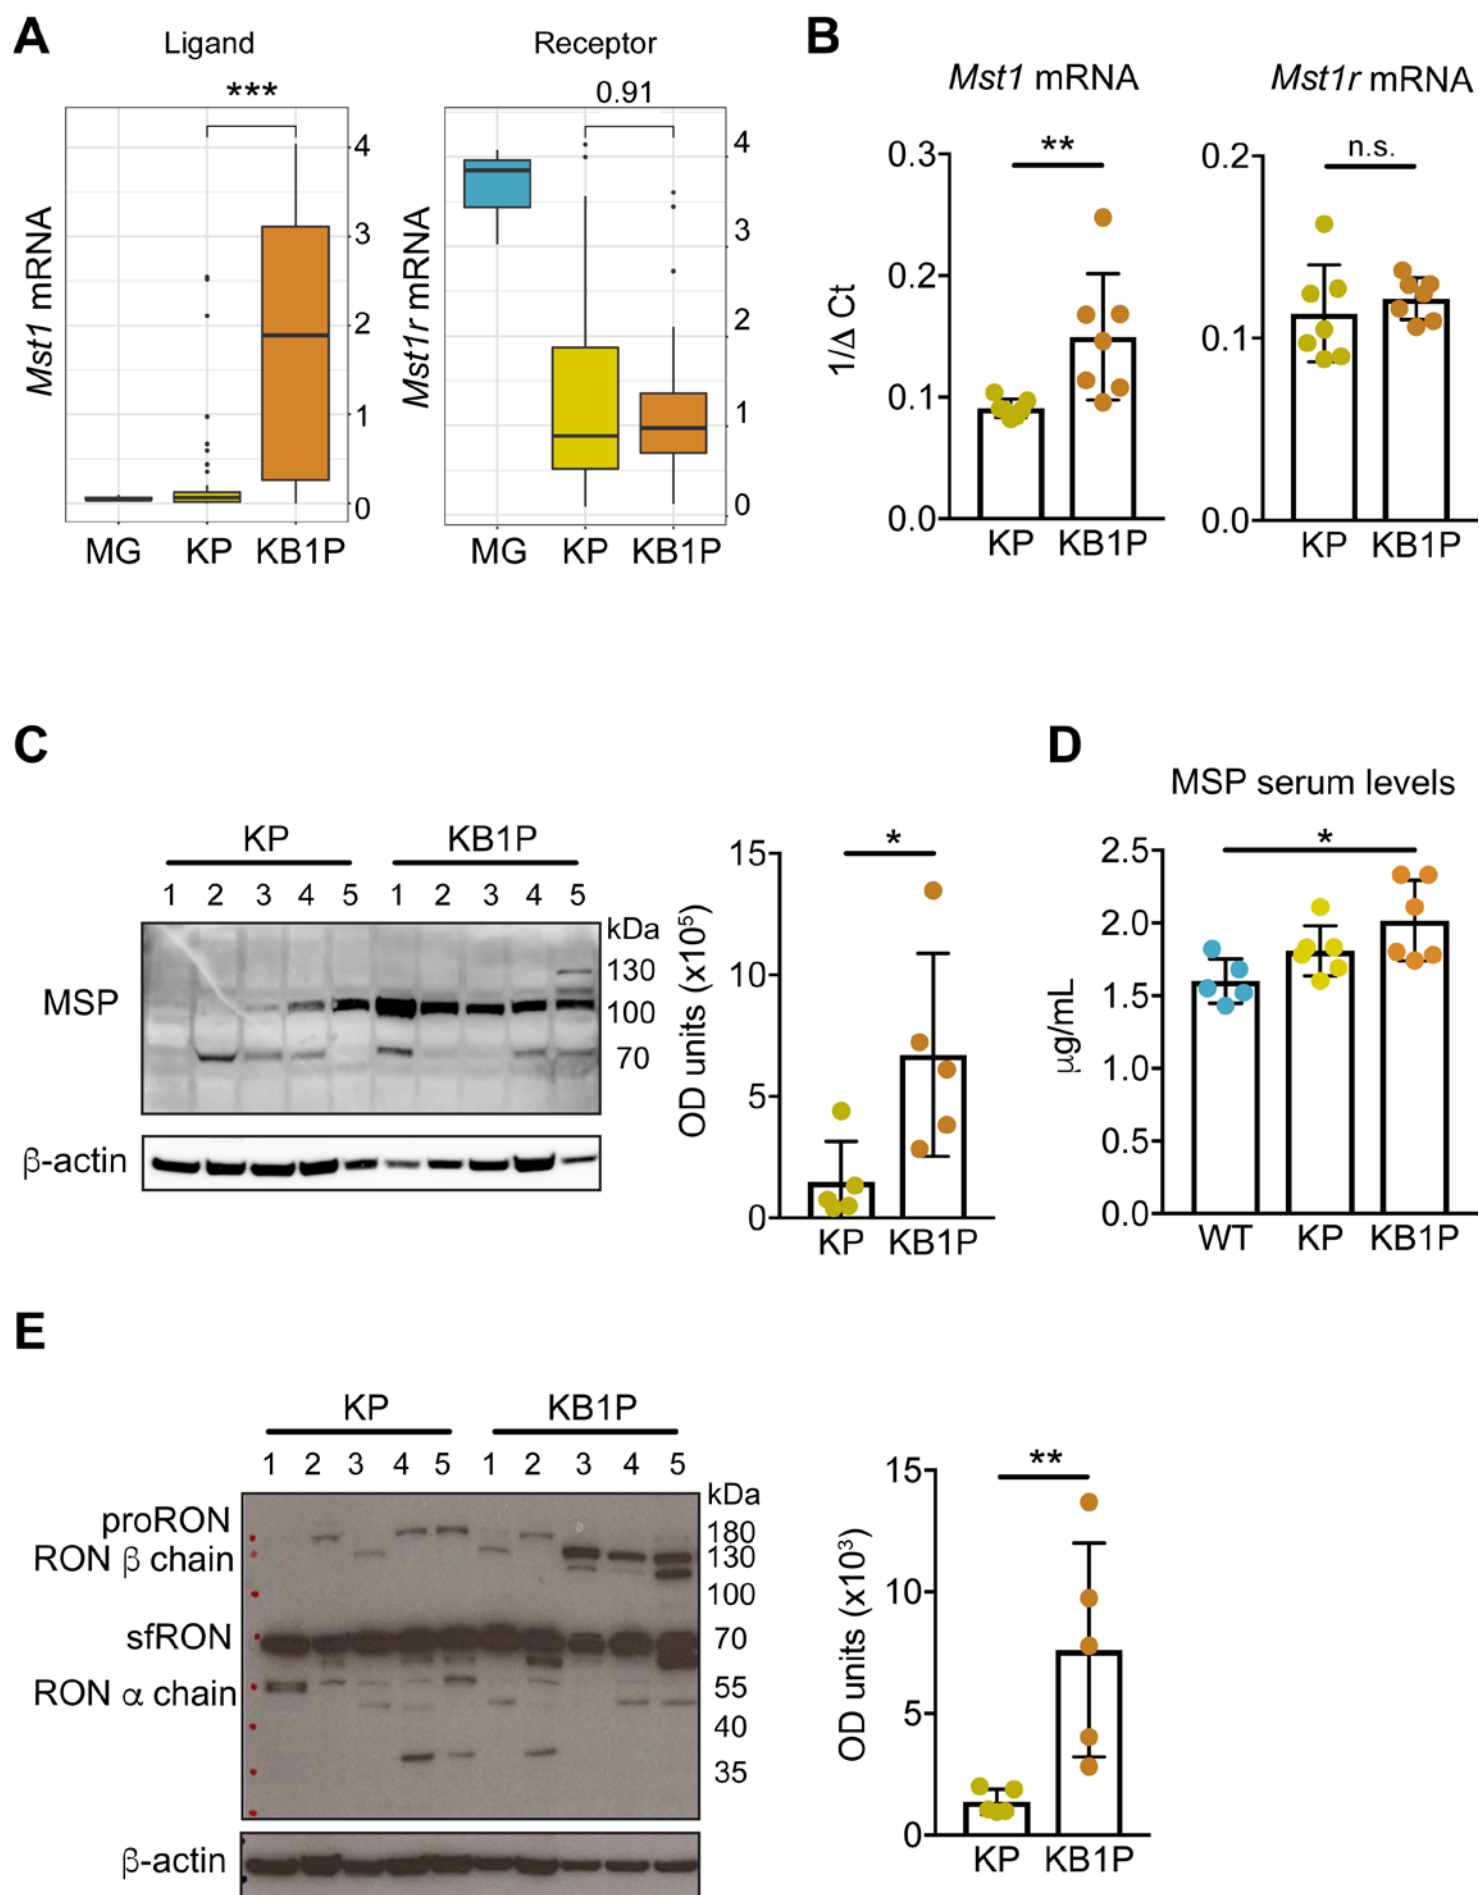 A
Ligand
***
Mst1 mRNA
4
3
2
1
0
MG KP KB1P
Receptor
0.91
Mst1r mRNA
4
3
2
1
0
MG KP KB1P
B
Mst1 mRNA
**
1/Δ Ct
0.3
0.2
0.1
0.0
KP KB1P
Mst1r mRNA
n.s.
0.2
0.1
0.0
KP KB1P
C
KP KB1P
1 2 3 4 5 1 2 3 4 5
kDa
130
MSP
100
70
β-actin
*
OD units (x10⁵)
15
10
5
0
KP KB1P
D
MSP serum levels
*
µg/mL
2.5
2.0
1.5
1.0
0.5
0.0
WT KP KB1P
E
KP KB1P
1 2 3 4 5 1 2 3 4 5
kDa
proRON
180
RON β chain
130
100
sfRON
70
RON α chain
55
40
35
β-actin
**
OD units (x10³)
15
10
5
0
KP KB1P